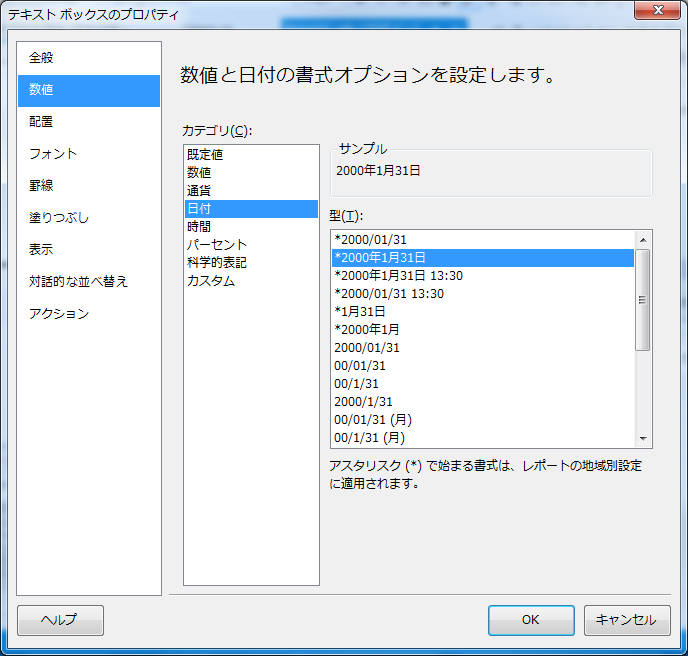 テキスト ボックスのプロパティ
全般
数値
配置
フォント
罫線
塗りつぶし
表示
対話的な並べ替え
アクション
数値と日付の書式オプションを設定します。
カテゴリ(C):
既定値
数値
通貨
日付
時間
パーセント
科学的表記
カスタム
サンプル
2000年1月31日
型(T):
*2000/01/31
*2000年1月31日
*2000年1月31日 13:30
*2000/01/31 13:30
*1月31日
*2000年1月
2000/01/31
00/01/31
00/1/31
2000/1/31
00/01/31 (月)
00/1/31 (月)
アスタリスク (*) で始まる書式は、レポートの地域別設定
に適用されます。
ヘルプ
OK
キャンセル